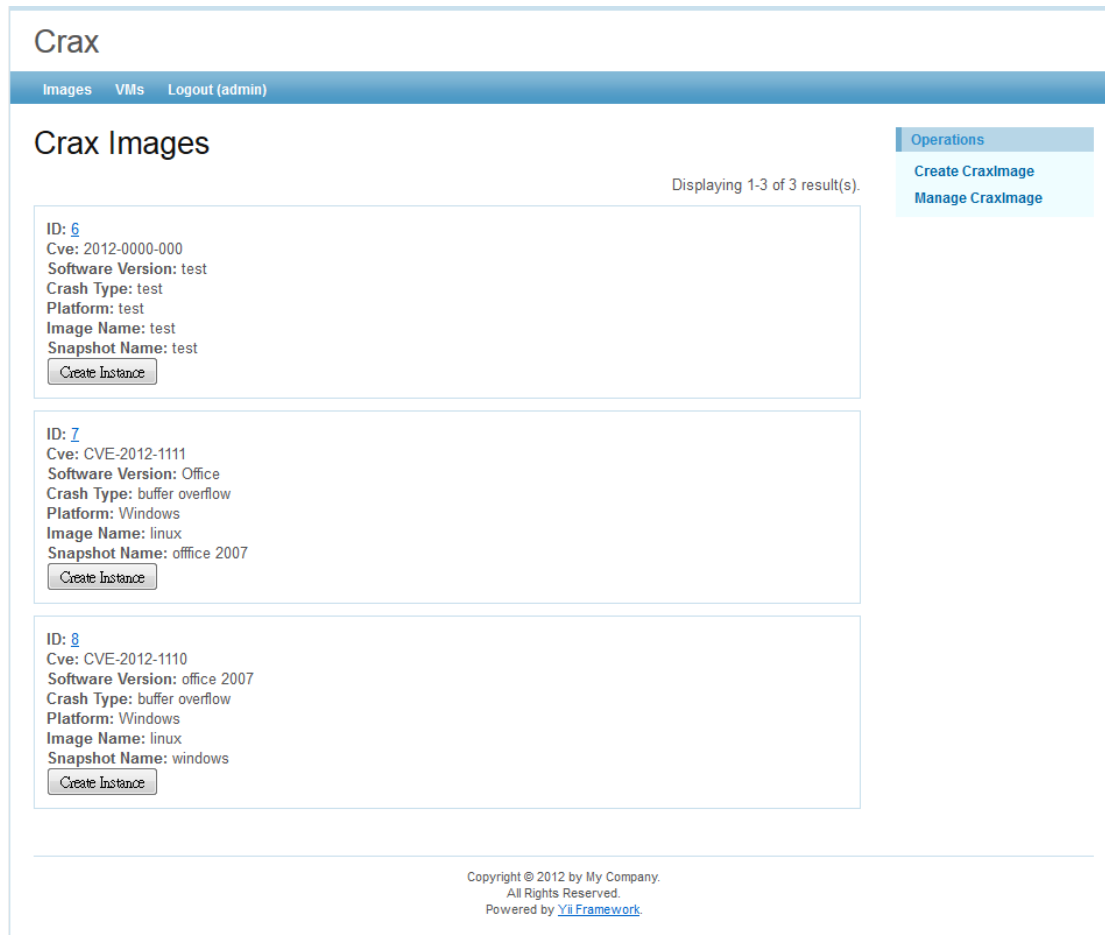 Crax
Images VMs Logout (admin)
Crax Images
Displaying 1-3 of 3 result(s).
ID: 6
Cve: 2012-0000-000
Software Version: test
Crash Type: test
Platform: test
Image Name: test
Snapshot Name: test
Create Instance
ID: 7
Cve: CVE-2012-1111
Software Version: Office
Crash Type: buffer overflow
Platform: Windows
Image Name: linux
Snapshot Name: offfice 2007
Create Instance
ID: 8
Cve: CVE-2012-1110
Software Version: office 2007
Crash Type: buffer overflow
Platform: Windows
Image Name: linux
Snapshot Name: windows
Create Instance
Operations
Create CraxImage
Manage CraxImage
Copyright © 2012 by My Company.
All Rights Reserved.
Powered by Yii Framework.